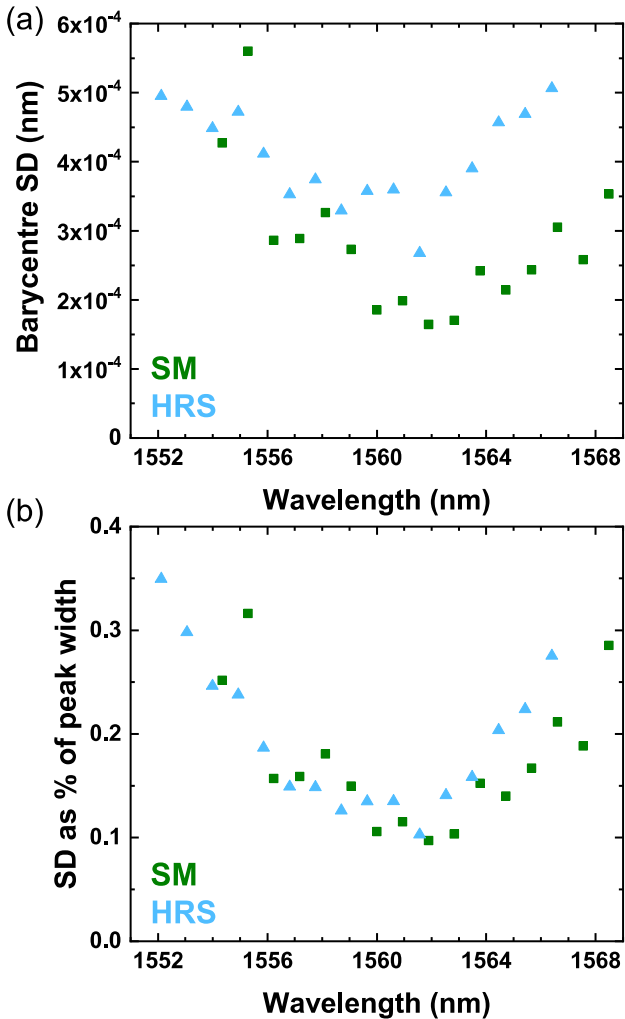 (a)
Barycentre SD (nm)
6x10⁻⁴
5x10⁻⁴
4x10⁻⁴
3x10⁻⁴
2x10⁻⁴
1x10⁻⁴
0
SM
HRS
1552 1556 1560 1564 1568
Wavelength (nm)
(b)
SD as % of peak width
0.4
0.3
0.2
0.1
0.0
SM
HRS
1552 1556 1560 1564 1568
Wavelength (nm)